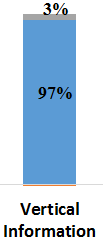 3%
97%
Vertical
Information